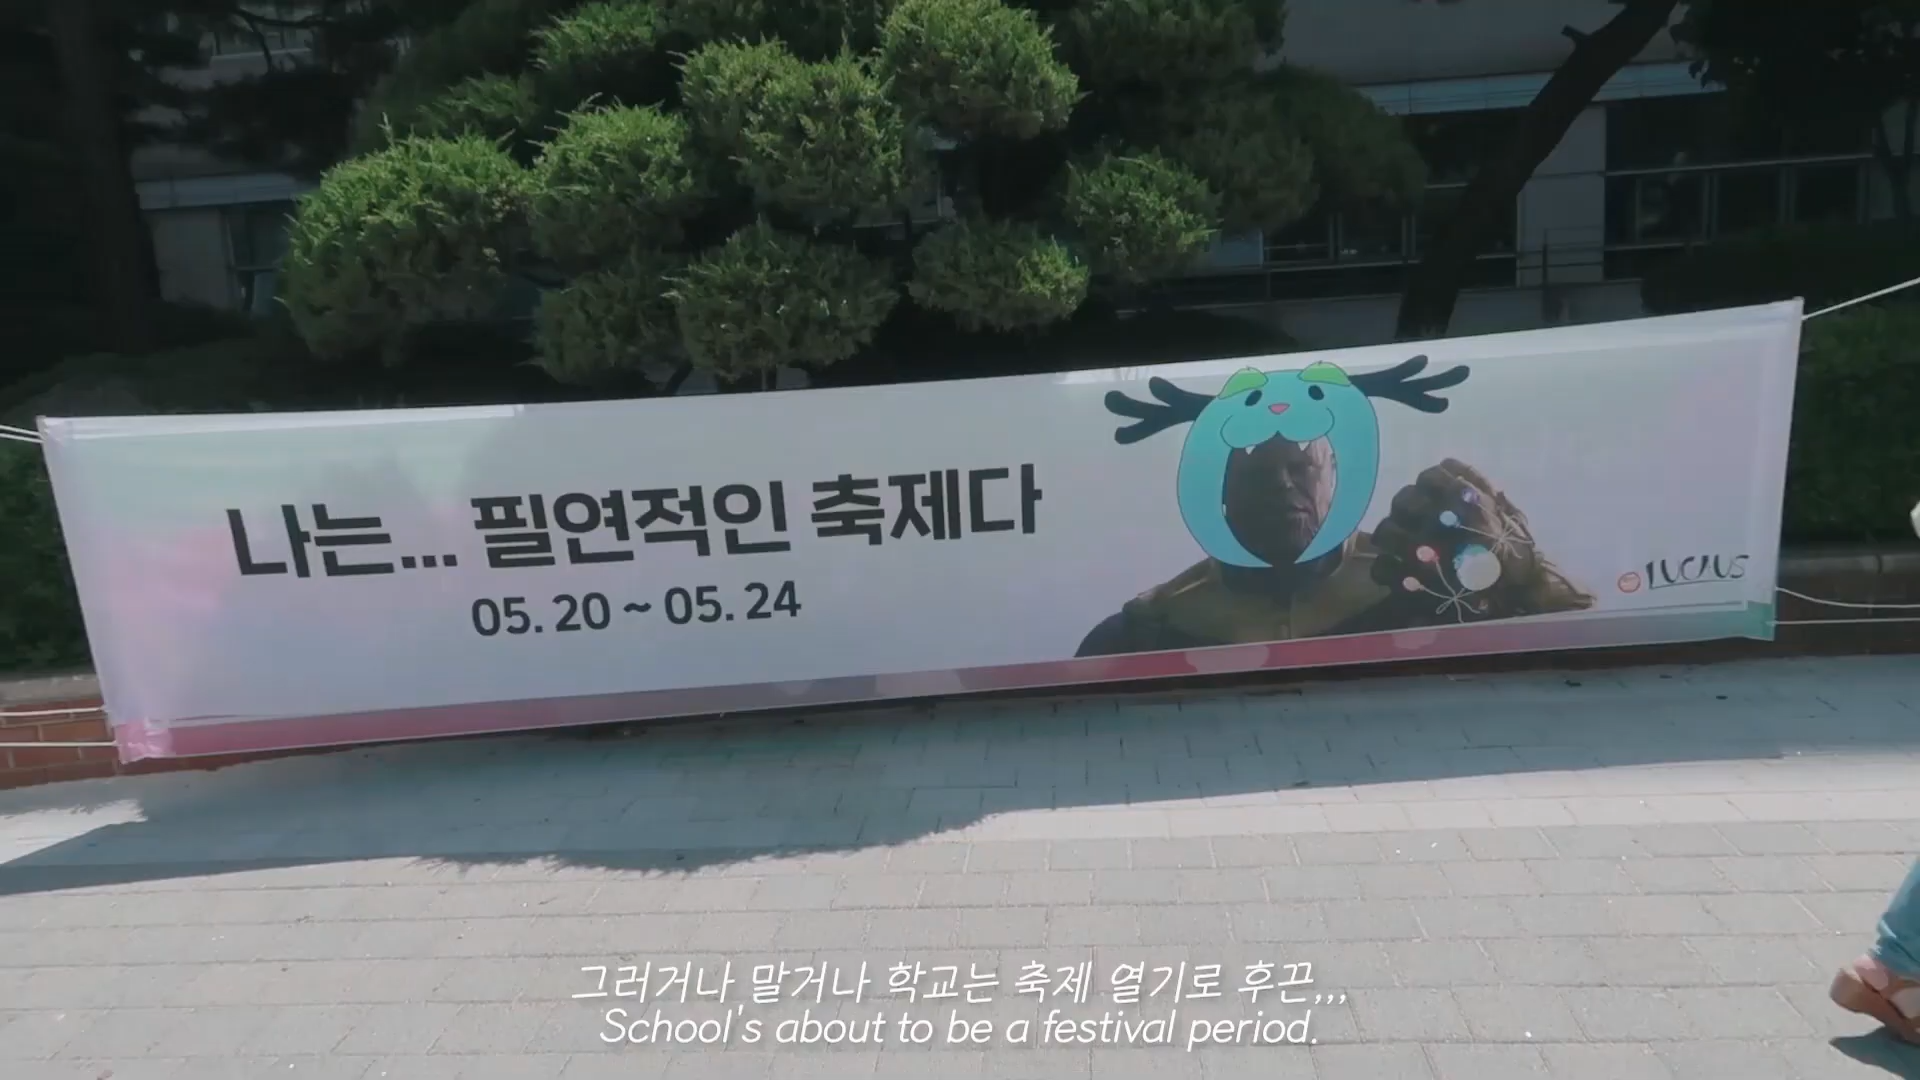 나는... 필연적인 축제다
05. 20 ~ 05. 24
LUCAUS
그러거나 말거나 학교는 축제 열기로 후끈,,,
School's about to be a festival period.